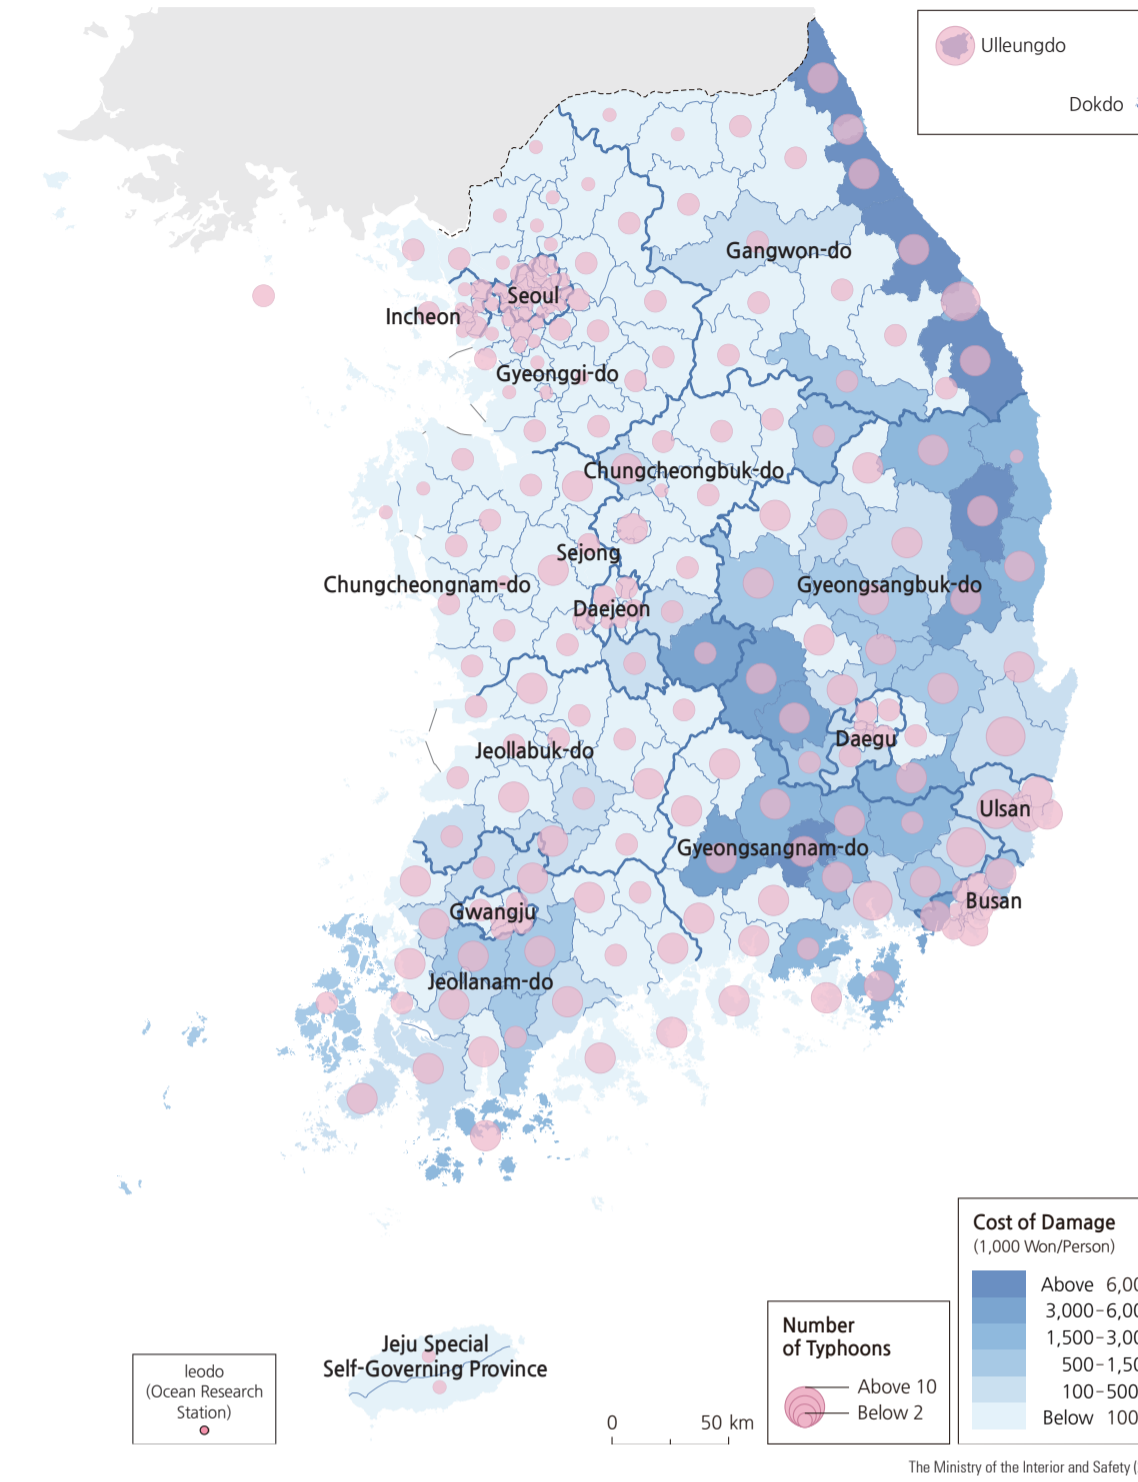 Ulleungdo
Dokdo
Gangwon-do
Seoul
Incheon
Gyeonggi-do
Chungcheongbuk-do
Sejong
Chungcheongnam-do
Gyeongsangbuk-do
Daejeon
Daegu
Jeollabuk-do
Ulsan
Gyeongsangnam-do
Busan
Gwangju
Jeollanam-do
Jeju Special
Self-Governing Province
Ieodo
(Ocean Research
Station)
0 50 km
Number
of Typhoons
Above 10
Below 2
Cost of Damage
(1,000 Won/Person)
Above 6,00
3,000–6,00
1,500–3,00
500–1,50
100–500
Below 100
The Ministry of the Interior and Safety (